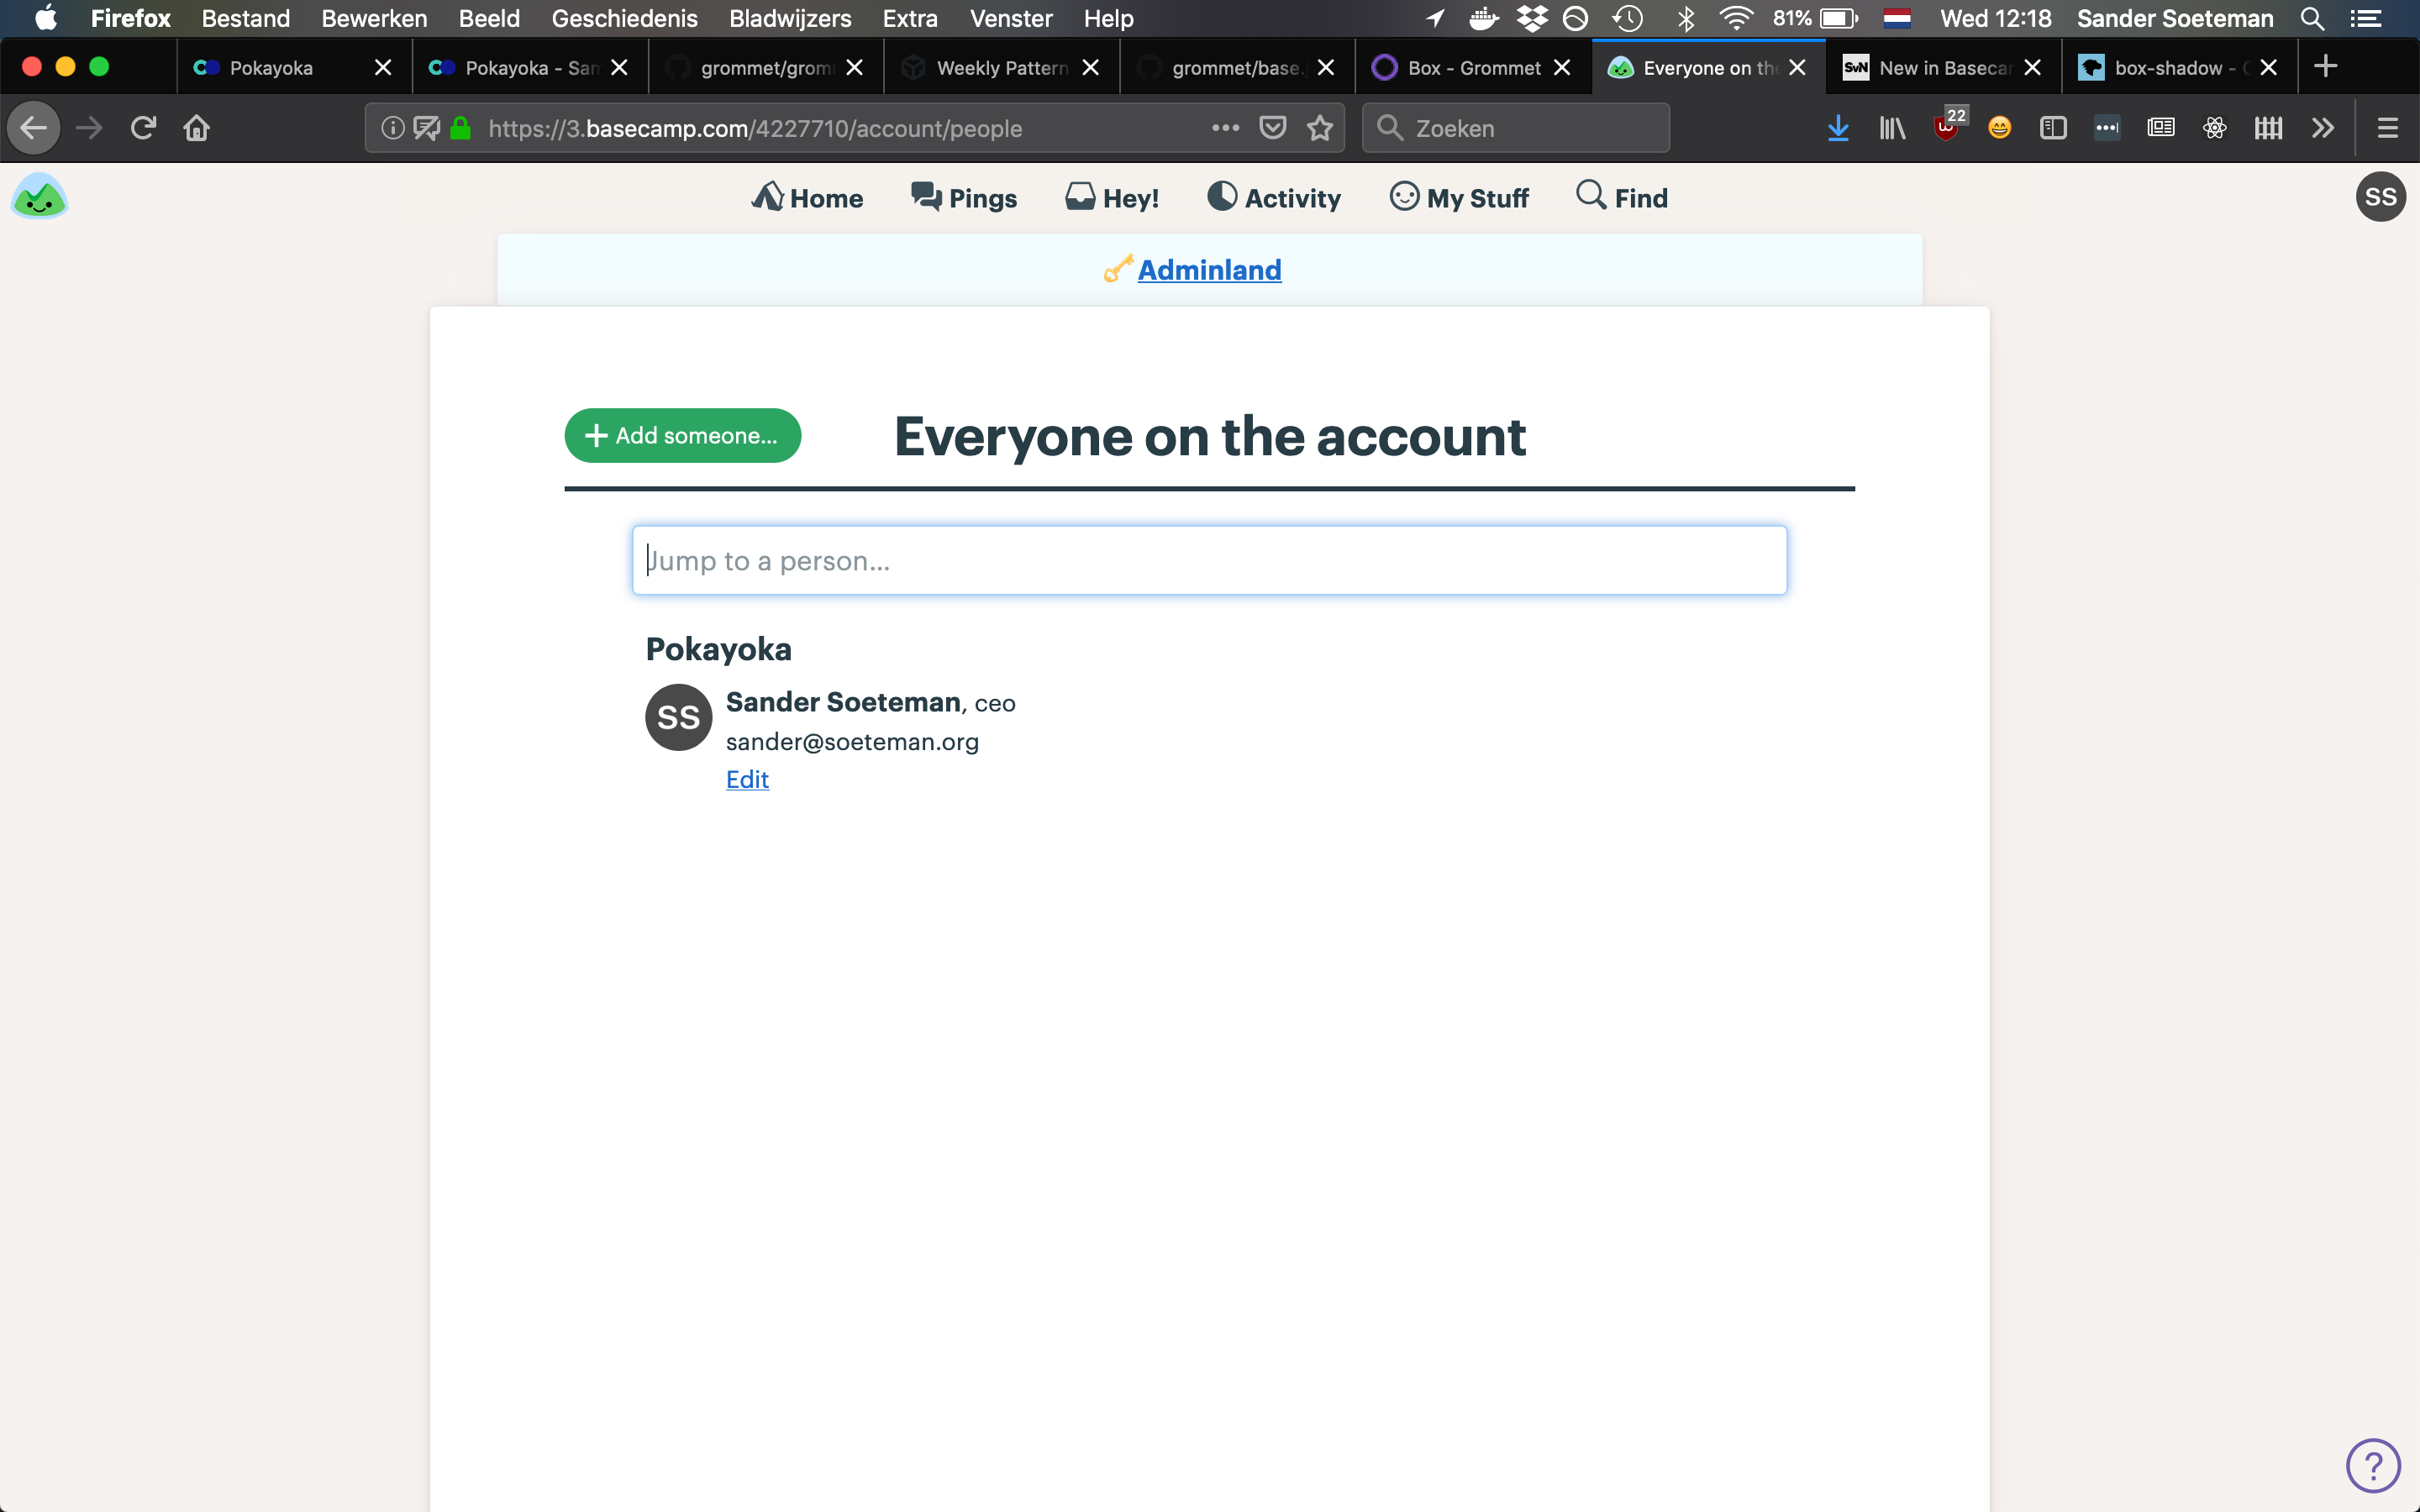 Firefox Bestand Bewerken Beeld Geschiedenis Bladwijzers Extra Venster Help 81% Wed 12:18 Sander Soeteman
Pokayoka Pokayoka - San grommet/grom Weekly Pattern grommet/base. Box - Grommet Everyone on the SvN New in Baseca box-shadow -
https://3.basecamp.com/4227710/account/people Zoeken 22
Home Pings Hey! Activity My Stuff Find SS
Adminland
+ Add someone... Everyone on the account
Jump to a person...
Pokayoka
SS Sander Soeteman, ceo
sander@soeteman.org
Edit
?